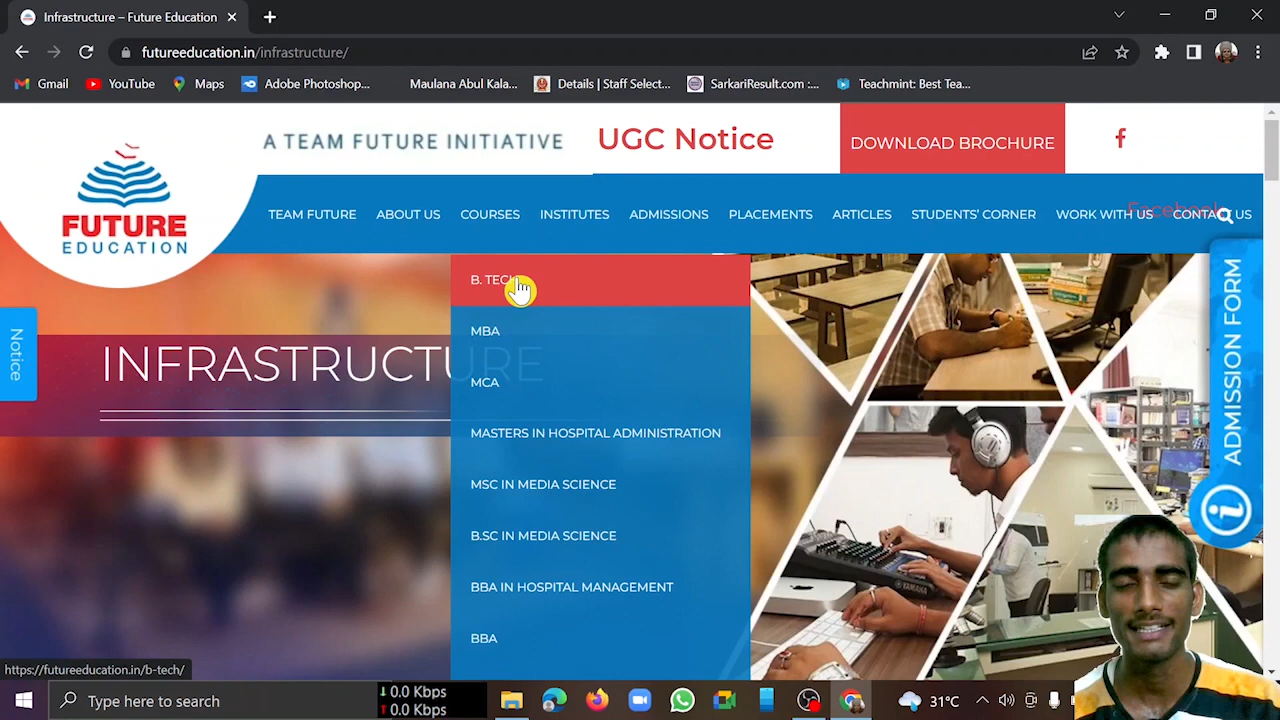 Infrastructure – Future Education
futureeducation.in/infrastructure/
Gmail YouTube Maps Adobe Photoshop... Maulana Abul Kala... Details | Staff Select... SarkariResult.com :... Teachmint: Best Tea...
A TEAM FUTURE INITIATIVE UGC Notice DOWNLOAD BROCHURE
FUTURE
EDUCATION
TEAM FUTURE ABOUT US COURSES INSTITUTES ADMISSIONS PLACEMENTS ARTICLES STUDENTS' CORNER WORK WITH US CONTACT US
Facebook
B. TECH
MBA
MCA
MASTERS IN HOSPITAL ADMINISTRATION
MSC IN MEDIA SCIENCE
B.SC IN MEDIA SCIENCE
BBA IN HOSPITAL MANAGEMENT
BBA
INFRASTRUCTURE
Notice
ADMISSION FORM
YAMAHA
https://futureeducation.in/b-tech/
Type here to search
0.0 Kbps
0.0 Kbps
31°C